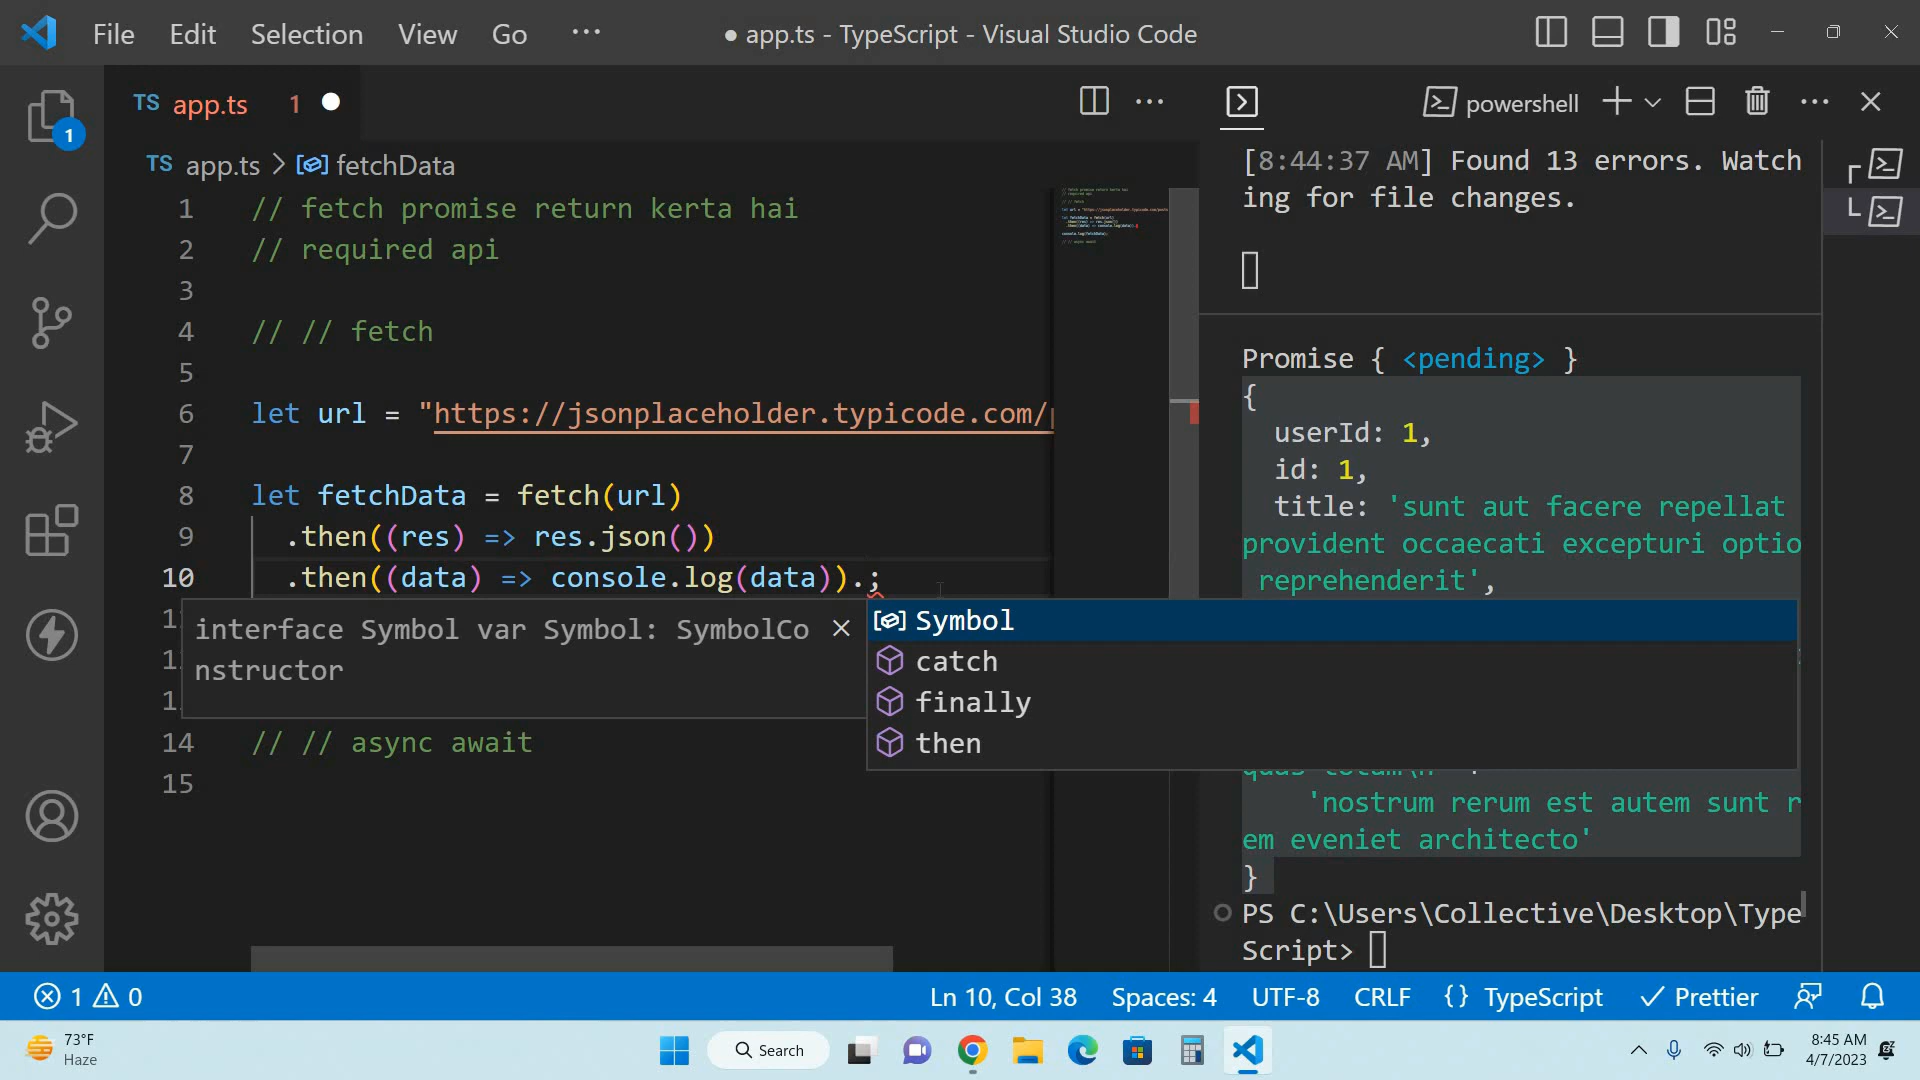 File Edit Selection View Go ··· ● app.ts - TypeScript - Visual Studio Code
TS app.ts 1 ●
powershell
TS app.ts > fetchData
1 // fetch promise return kerta hai
2 // required api
3
4 // // fetch
5
6 let url = "https://jsonplaceholder.typicode.com/
7
8 let fetchData = fetch(url)
9 .then((res) => res.json())
10 .then((data) => console.log(data)).;
interface Symbol var Symbol: SymbolCo
nstructor
Symbol
catch
finally
then
14 // // async await
15
[8:44:37 AM] Found 13 errors. Watch
ing for file changes.
Promise { <pending> }
{
userId: 1,
id: 1,
title: 'sunt aut facere repellat
provident occaecati excepturi optio
reprehenderit',
'nostrum rerum est autem sunt r
em eveniet architecto'
}
PS C:\Users\Collective\Desktop\Type
Script>
1
1 0
Ln 10, Col 38 Spaces: 4 UTF-8 CRLF {} TypeScript Prettier
73°F
Haze
Search
8:45 AM
4/7/2023